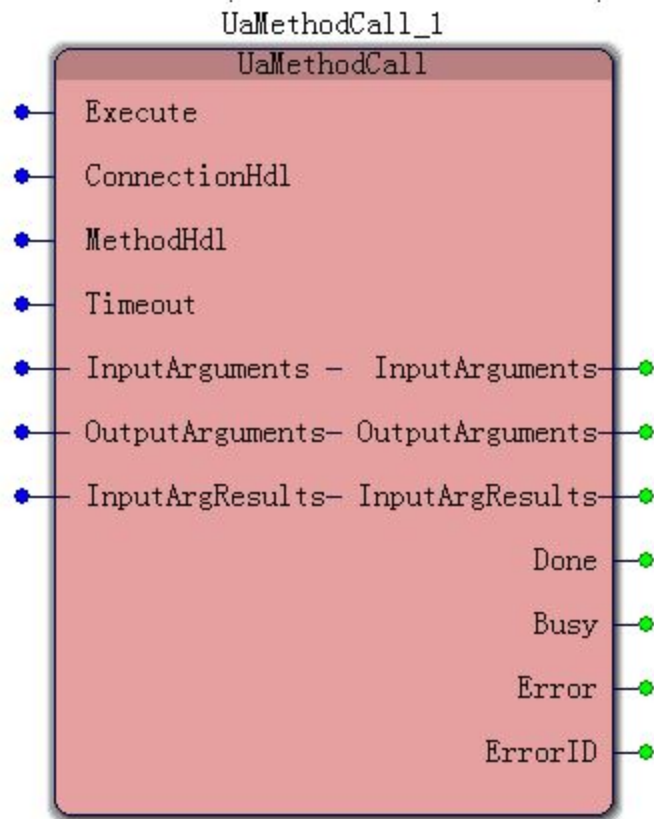 UaMethodCall_1
UaMethodCall
Execute
ConnectionHdl
MethodHdl
Timeout
InputArguments - InputArguments
OutputArguments- OutputArguments
InputArgResults- InputArgResults
Done
Busy
Error
ErrorID